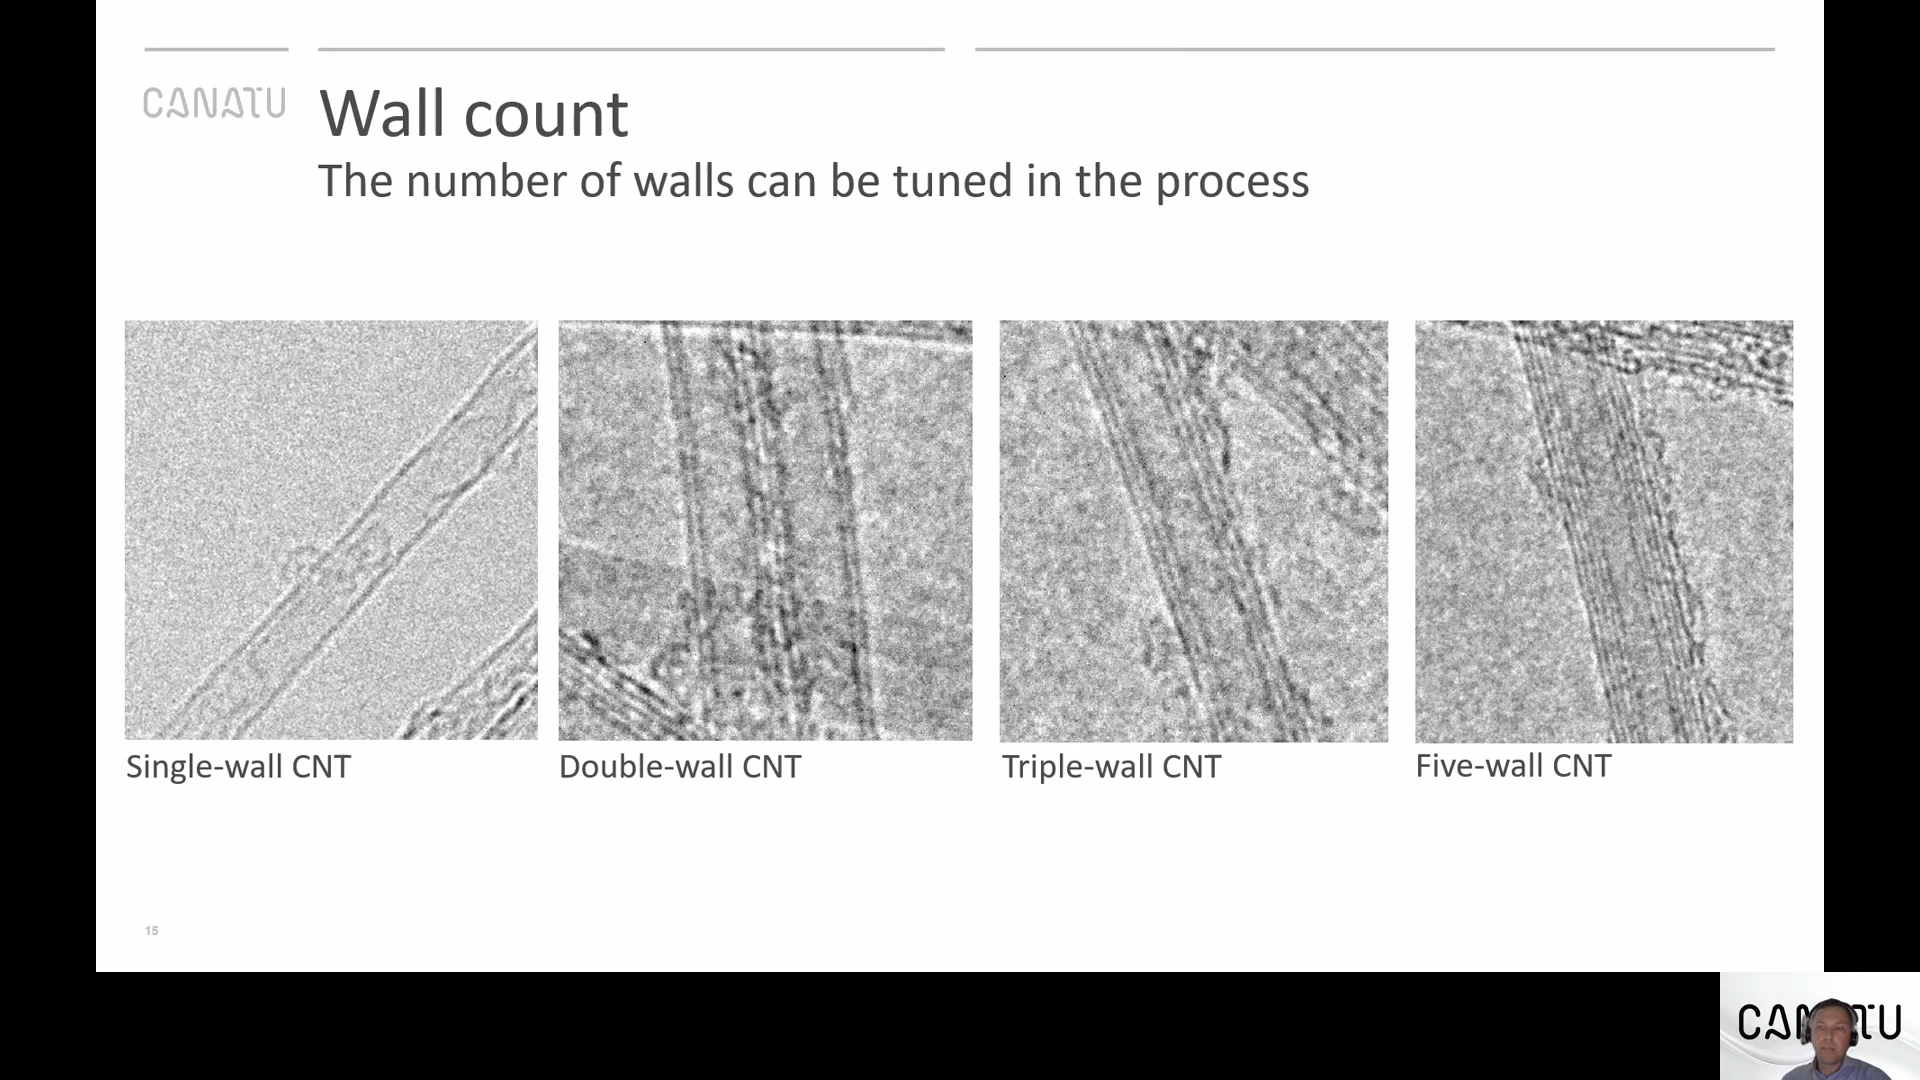 CANATU
Wall count
The number of walls can be tuned in the process
Single-wall CNT
Double-wall CNT
Triple-wall CNT
Five-wall CNT
15
CANATU